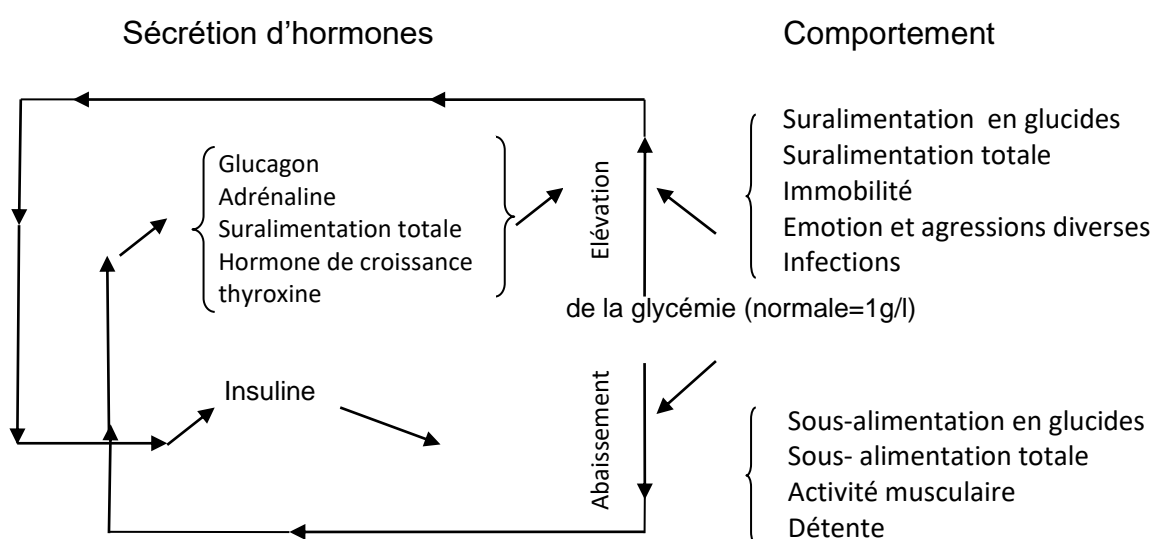 Sécrétion d’hormones
Comportement
Glucagon
Adrénaline
Suralimentation totale
Hormone de croissance
thyroxine
Elévation
Suralimentation en glucides
Suralimentation totale
Immobilité
Emotion et agressions diverses
Infections
de la glycémie (normale=1g/l)
Insuline
Abaissement
Sous-alimentation en glucides
Sous- alimentation totale
Activité musculaire
Détente